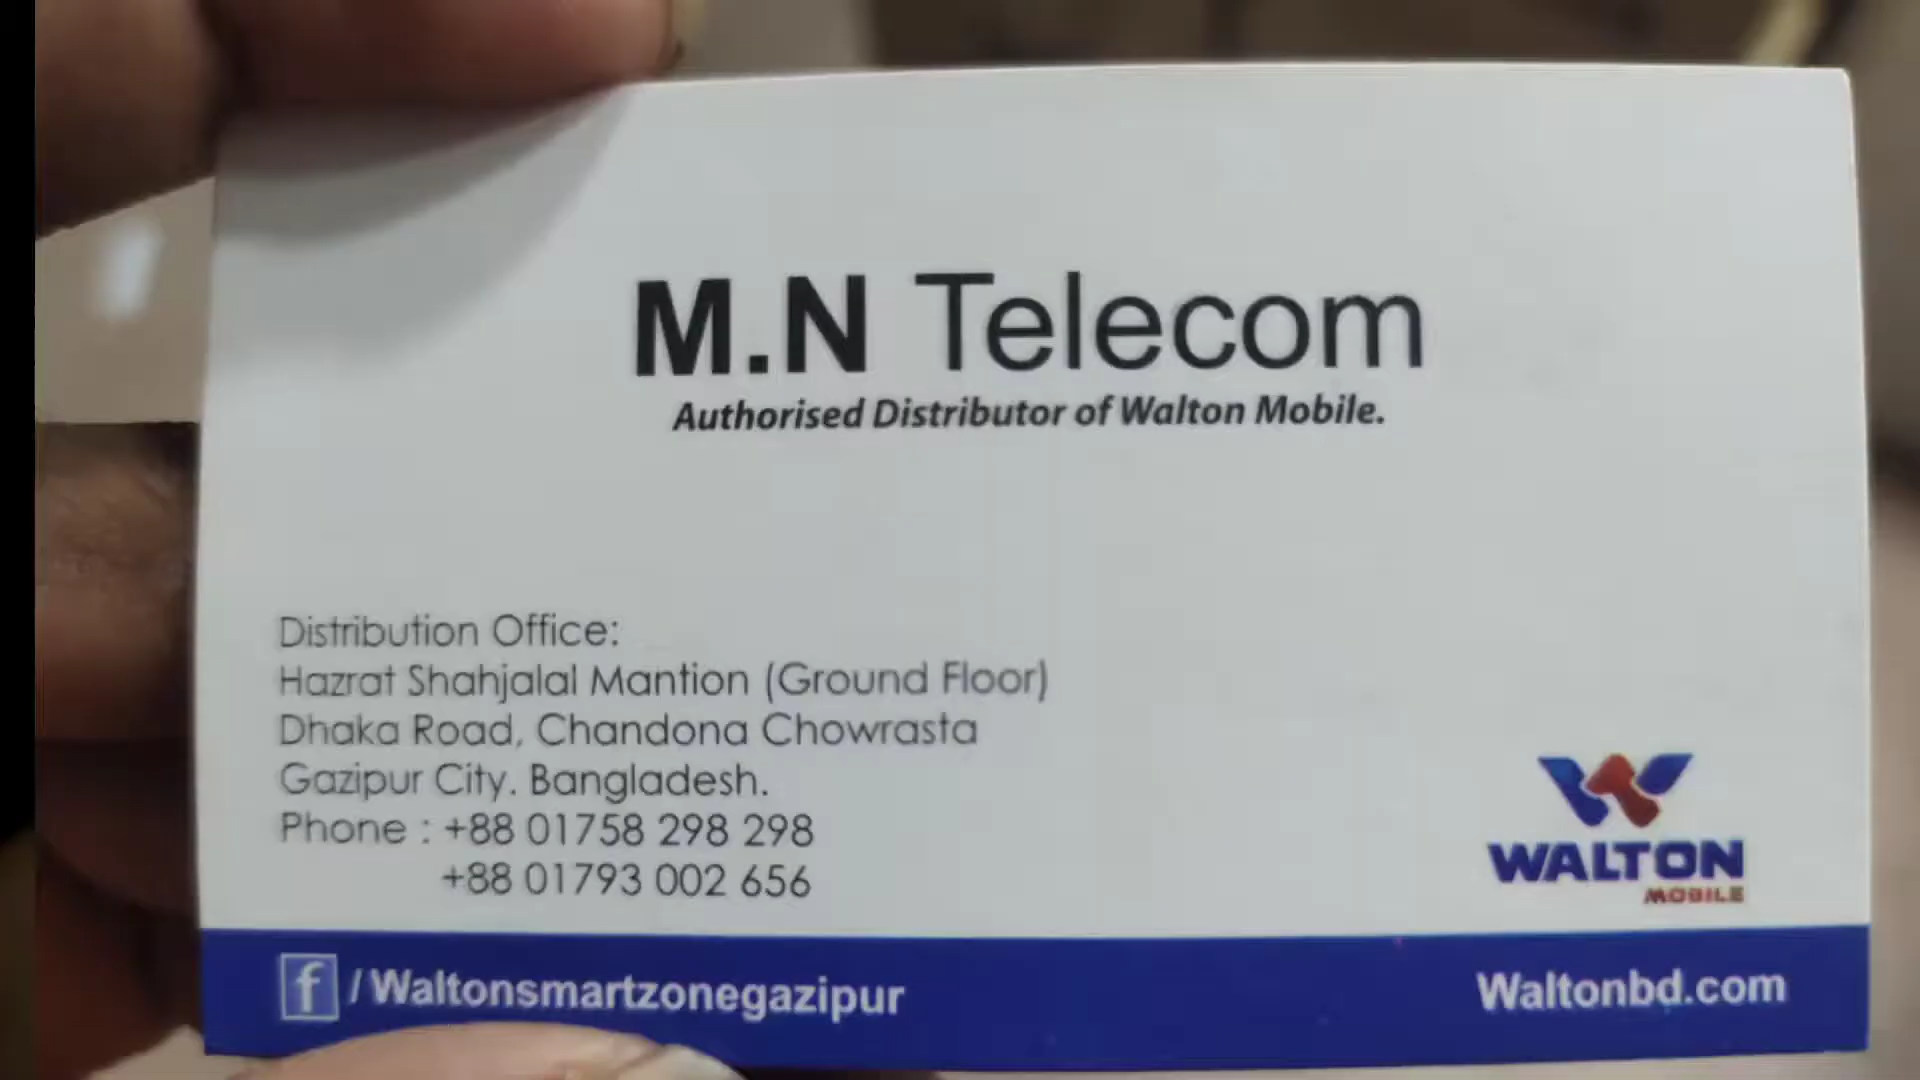 M.N Telecom
Authorised Distributor of Walton Mobile.
Distribution Office:
Hazrat Shahjalal Mantion (Ground Floor)
Dhaka Road, Chandona Chowrasta
Gazipur City. Bangladesh.
Phone : +88 01758 298 298
+88 01793 002 656
WALTON
MOBILE
f /Waltonsmartzonegazipur
Waltonbd.com